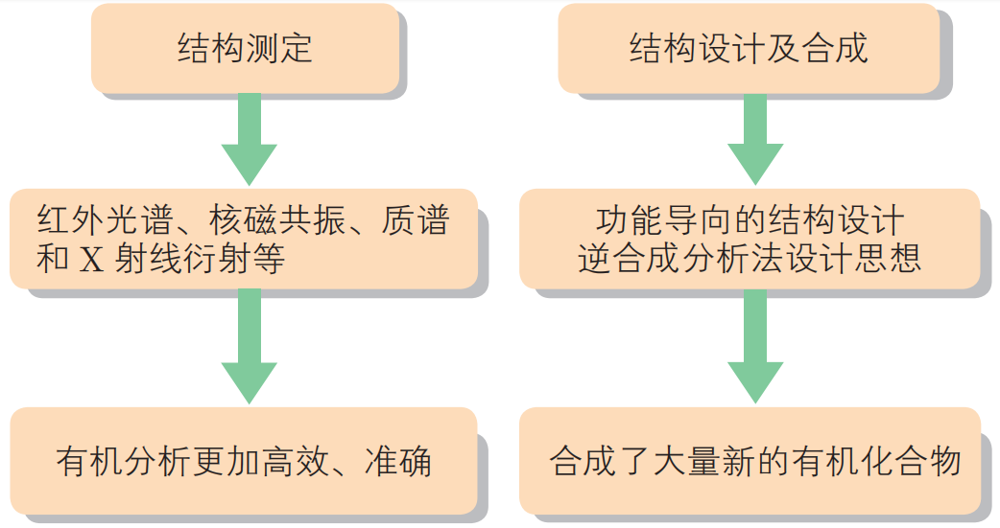 结构测定
红外光谱、核磁共振、质谱
和 X 射线衍射等
有机分析更加高效、准确
结构设计及合成
功能导向的结构设计
逆合成分析法设计思想
合成了大量新的有机化合物